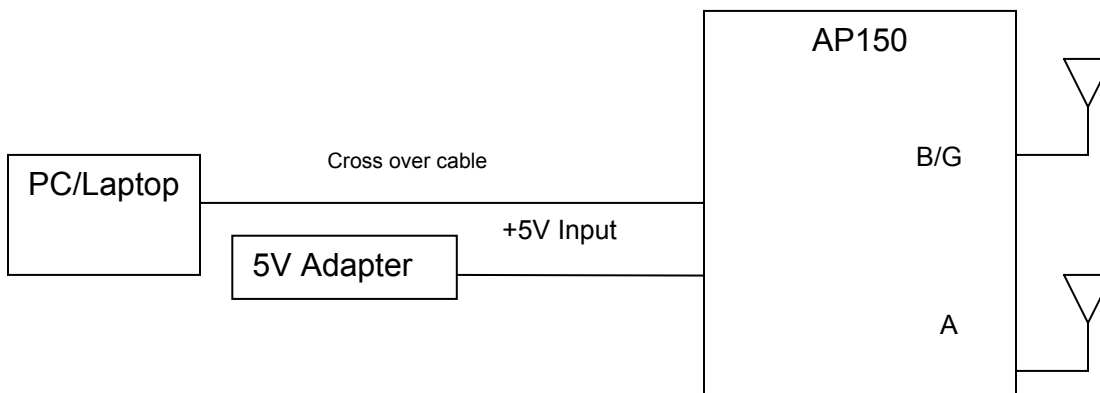 AP150
B/G
Cross over cable
PC/Laptop
+5V Input
5V Adapter
A